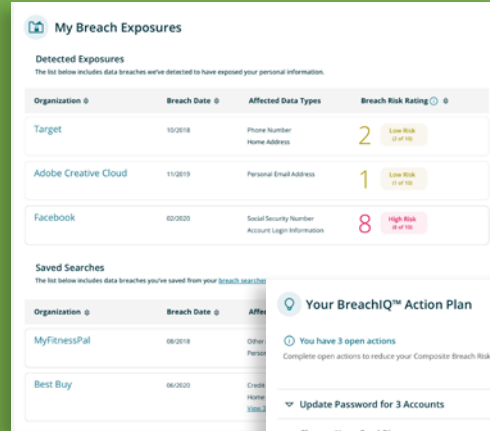 My Breach Exposures
Detected Exposures
The list below includes data breaches we've detected to have exposed your personal information.
Organization Breach Date Affected Data Types Breach Risk Rating
Target 10/2018 Phone Number 2 Low Risk
Home Address (2 of 10)
Adobe Creative Cloud 11/2019 Personal Email Address 1 Low Risk
(1 of 10)
Facebook 02/2020 Social Security Number 8 High Risk
Account Login Information (8 of 10)
Saved Searches
The list below includes data breaches you've saved from your breach searches
Organization Breach Date
MyFitnessPal 08/2018 Other
Best Buy 06/2020 Credit
Home
Your BreachIQ™ Action Plan
You have 3 open actions
Complete open actions to reduce your Composite Breach Risk
Update Password for 3 Accounts